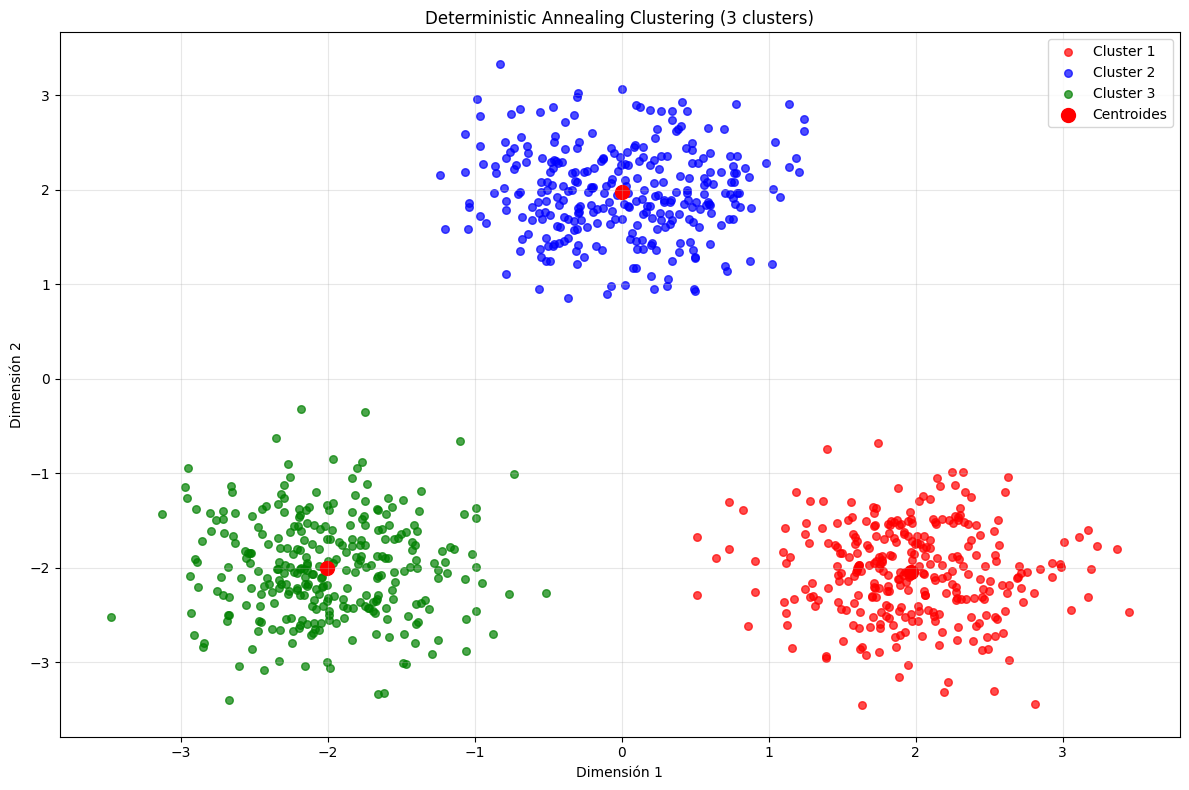 Deterministic Annealing Clustering (3 clusters)
Cluster 1
Cluster 2
Cluster 3
Centroides
3
2
1
0
−1
−2
−3
Dimensión 2
−3
−2
−1
0
1
2
3
Dimensión 1